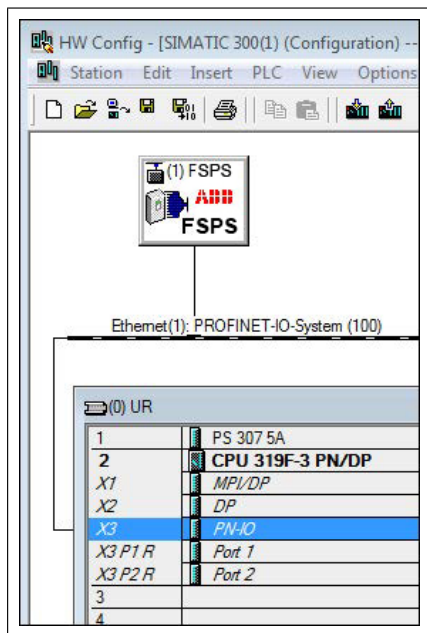 HW Config - [SIMATIC 300(1) (Configuration) --
Station Edit Insert PLC View Options
(1) FSPS
ABB
FSPS
Ethernet(1): PROFINET-IO-System (100)
(0) UR
1 PS 307 5A
2 CPU 319F-3 PN/DP
X1 MPI/DP
X2 DP
X3 PN-IO
X3 P1 R Port 1
X3 P2 R Port 2
3
4